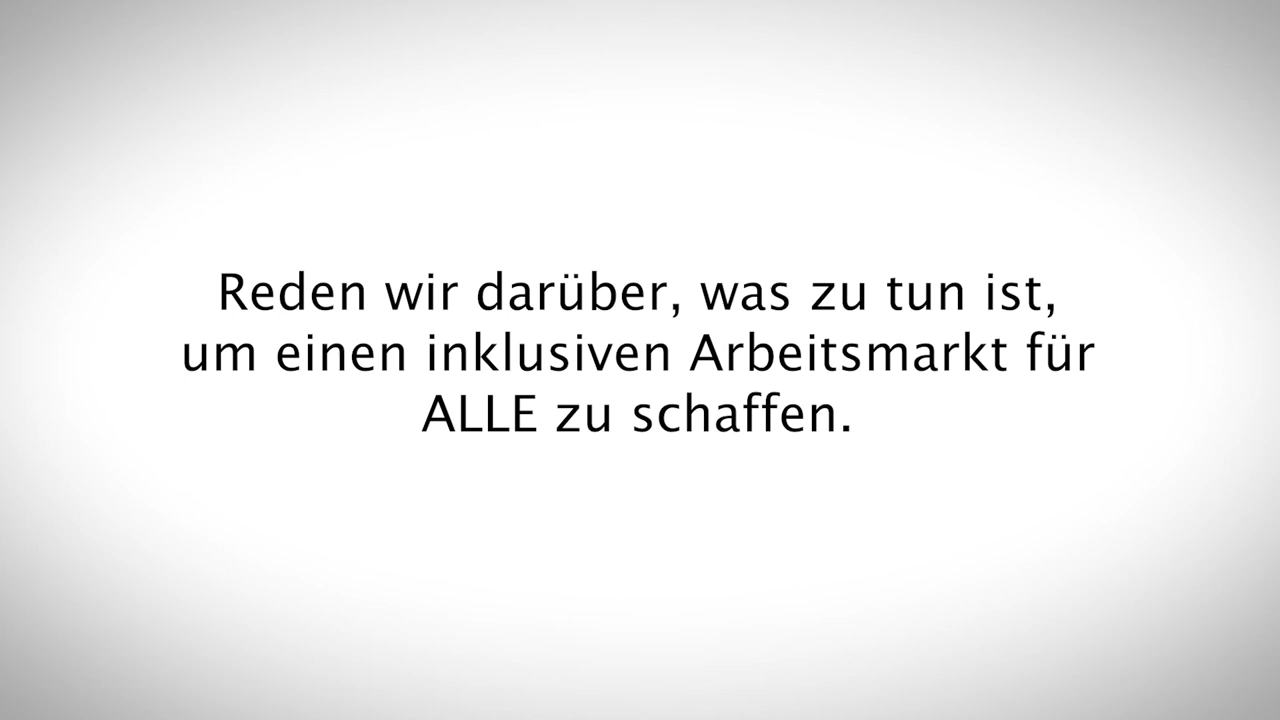 Reden wir darüber, was zu tun ist,
um einen inklusiven Arbeitsmarkt für
ALLE zu schaffen.